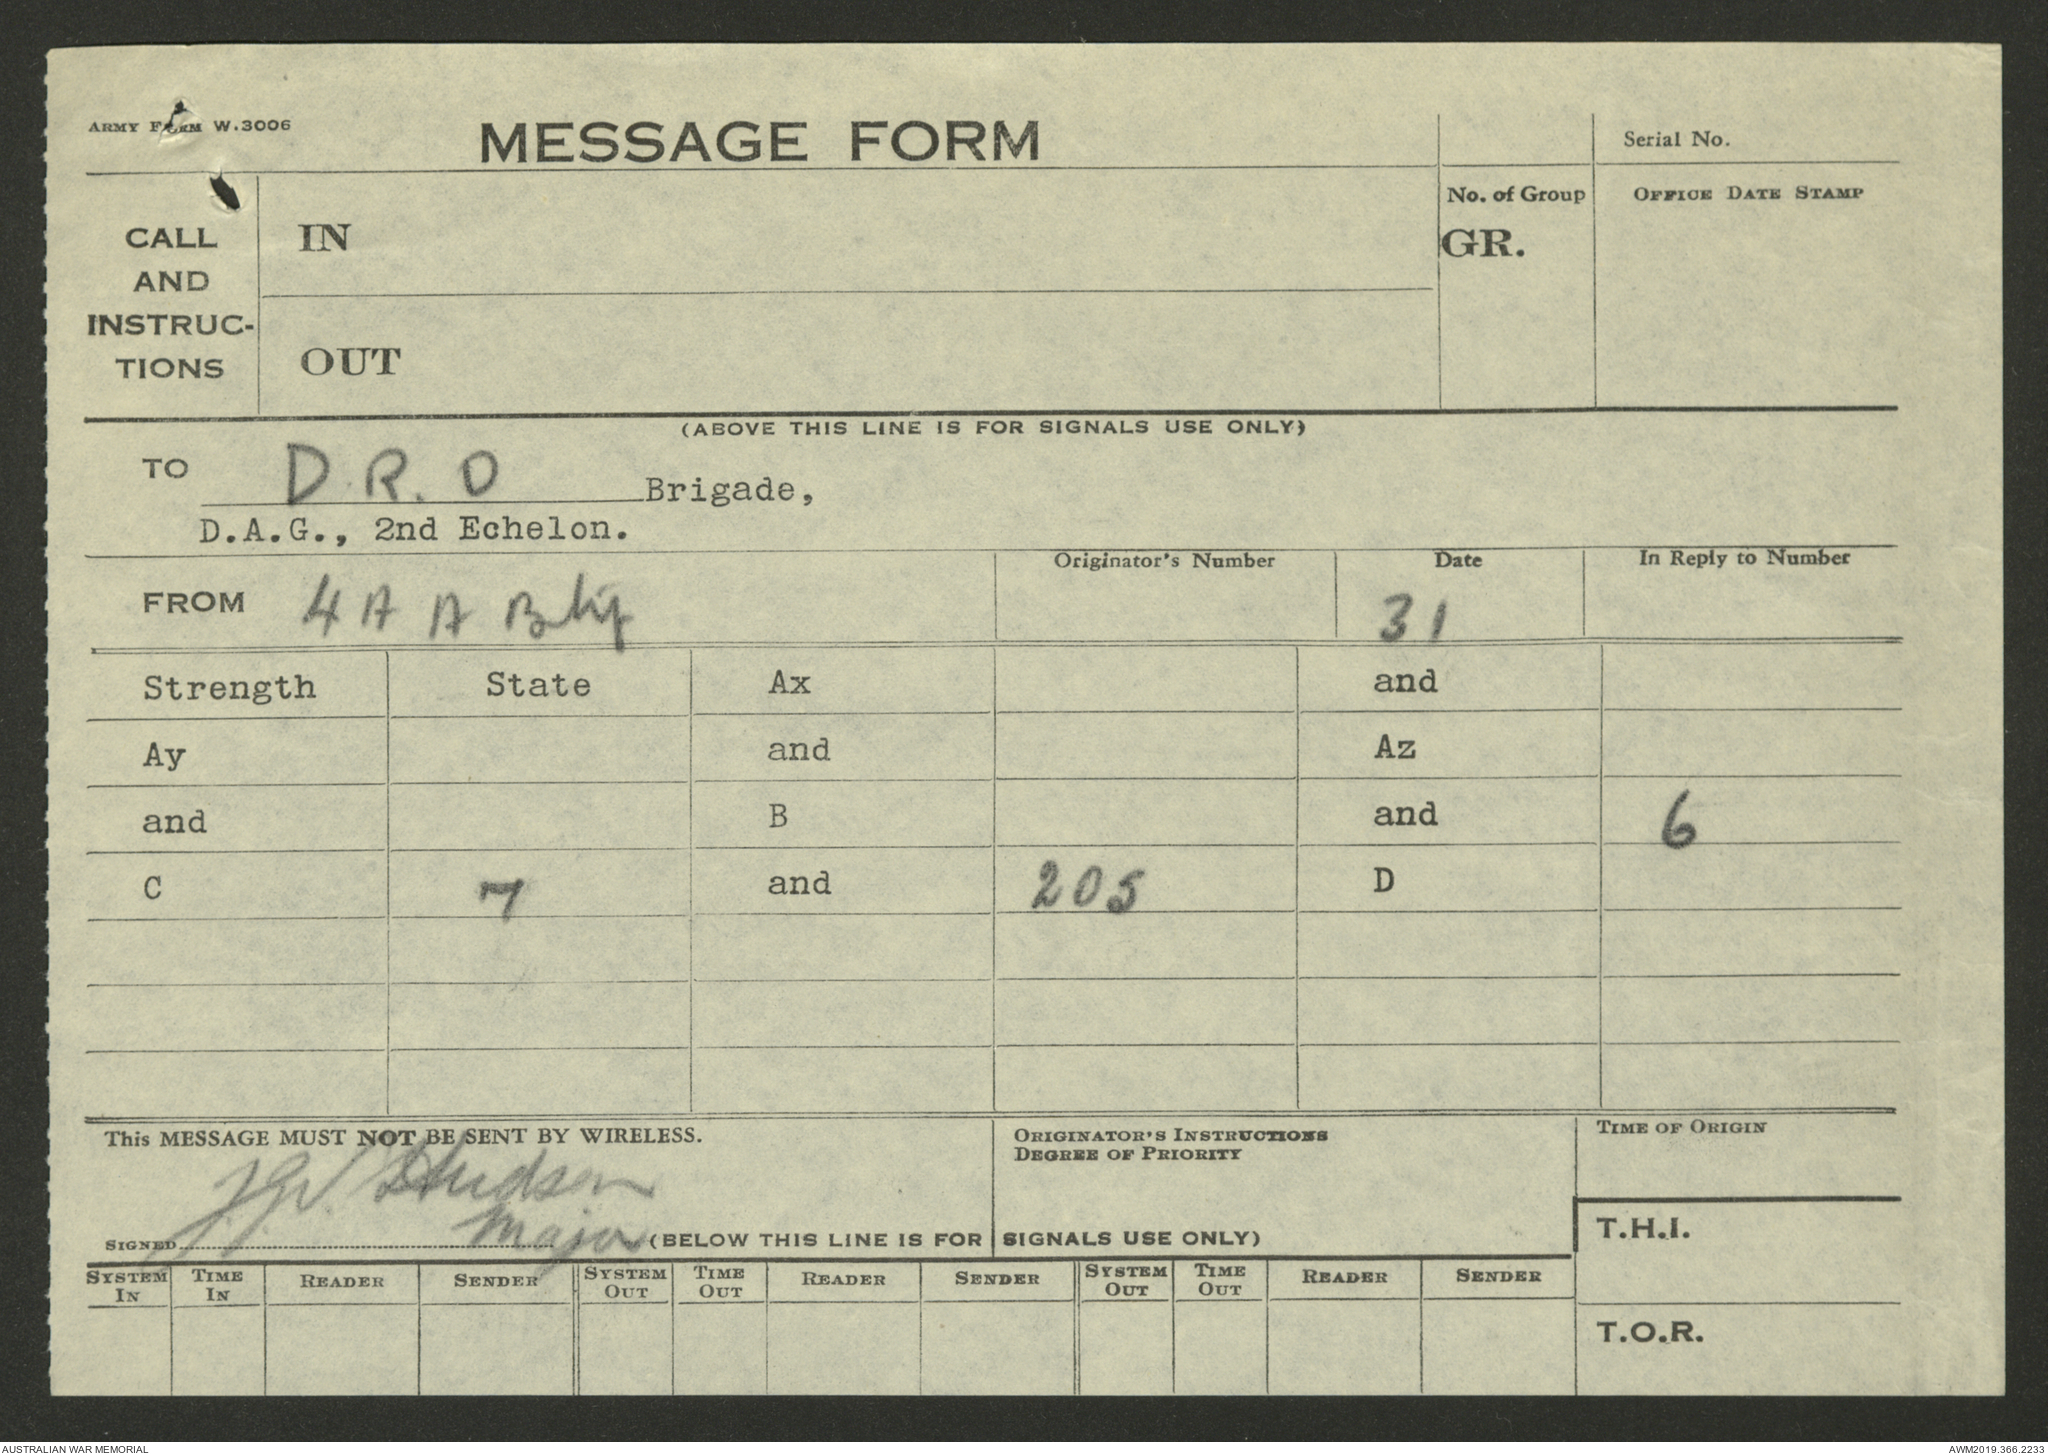 ARMY FORM W.3006
MESSAGE FORM
Serial No.
CALL
AND
INSTRUC-
TIONS
IN
OUT
No. of Group
GR.
OFFICE DATE STAMP
(ABOVE THIS LINE IS FOR SIGNALS USE ONLY)
TO D.R.O Brigade,
D.A.G., 2nd Echelon.
FROM 4 A A Bty
Originator's Number
Date
31
In Reply to Number
Strength State Ax and
Ay and Az
and B and 6
C 7 and 205 D
This MESSAGE MUST NOT BE SENT BY WIRELESS.
ORIGINATOR'S INSTRUCTIONS
DEGREE OF PRIORITY
TIME OF ORIGIN
J.W. Hudson
Major
SIGNED
(BELOW THIS LINE IS FOR SIGNALS USE ONLY)
T.H.I.
SYSTEM IN TIME IN READER SENDER SYSTEM OUT TIME OUT READER SENDER SYSTEM OUT TIME OUT READER SENDER
T.O.R.
AUSTRALIAN WAR MEMORIAL
AWM2019.366.2233